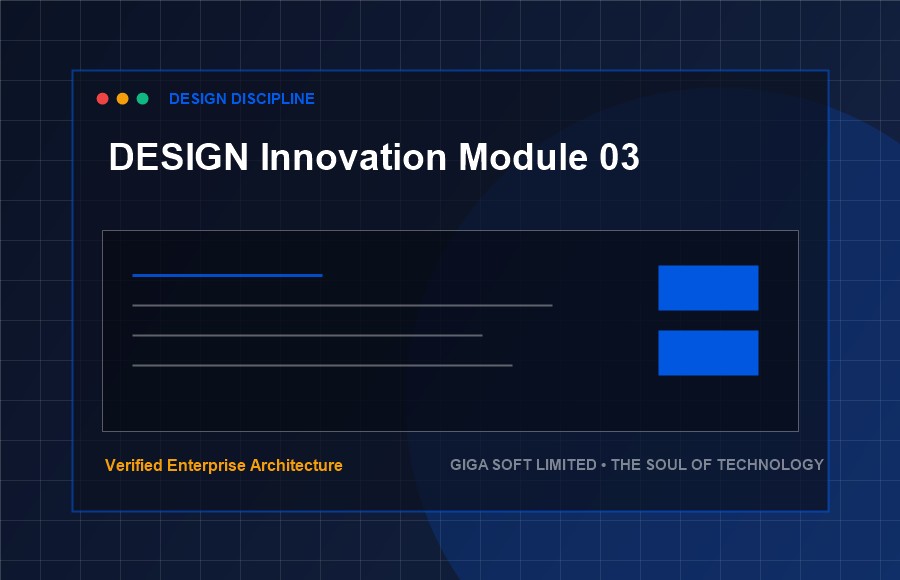 DESIGN DISCIPLINE
DESIGN Innovation Module 03
Verified Enterprise Architecture
GIGA SOFT LIMITED • THE SOUL OF TECHNOLOGY